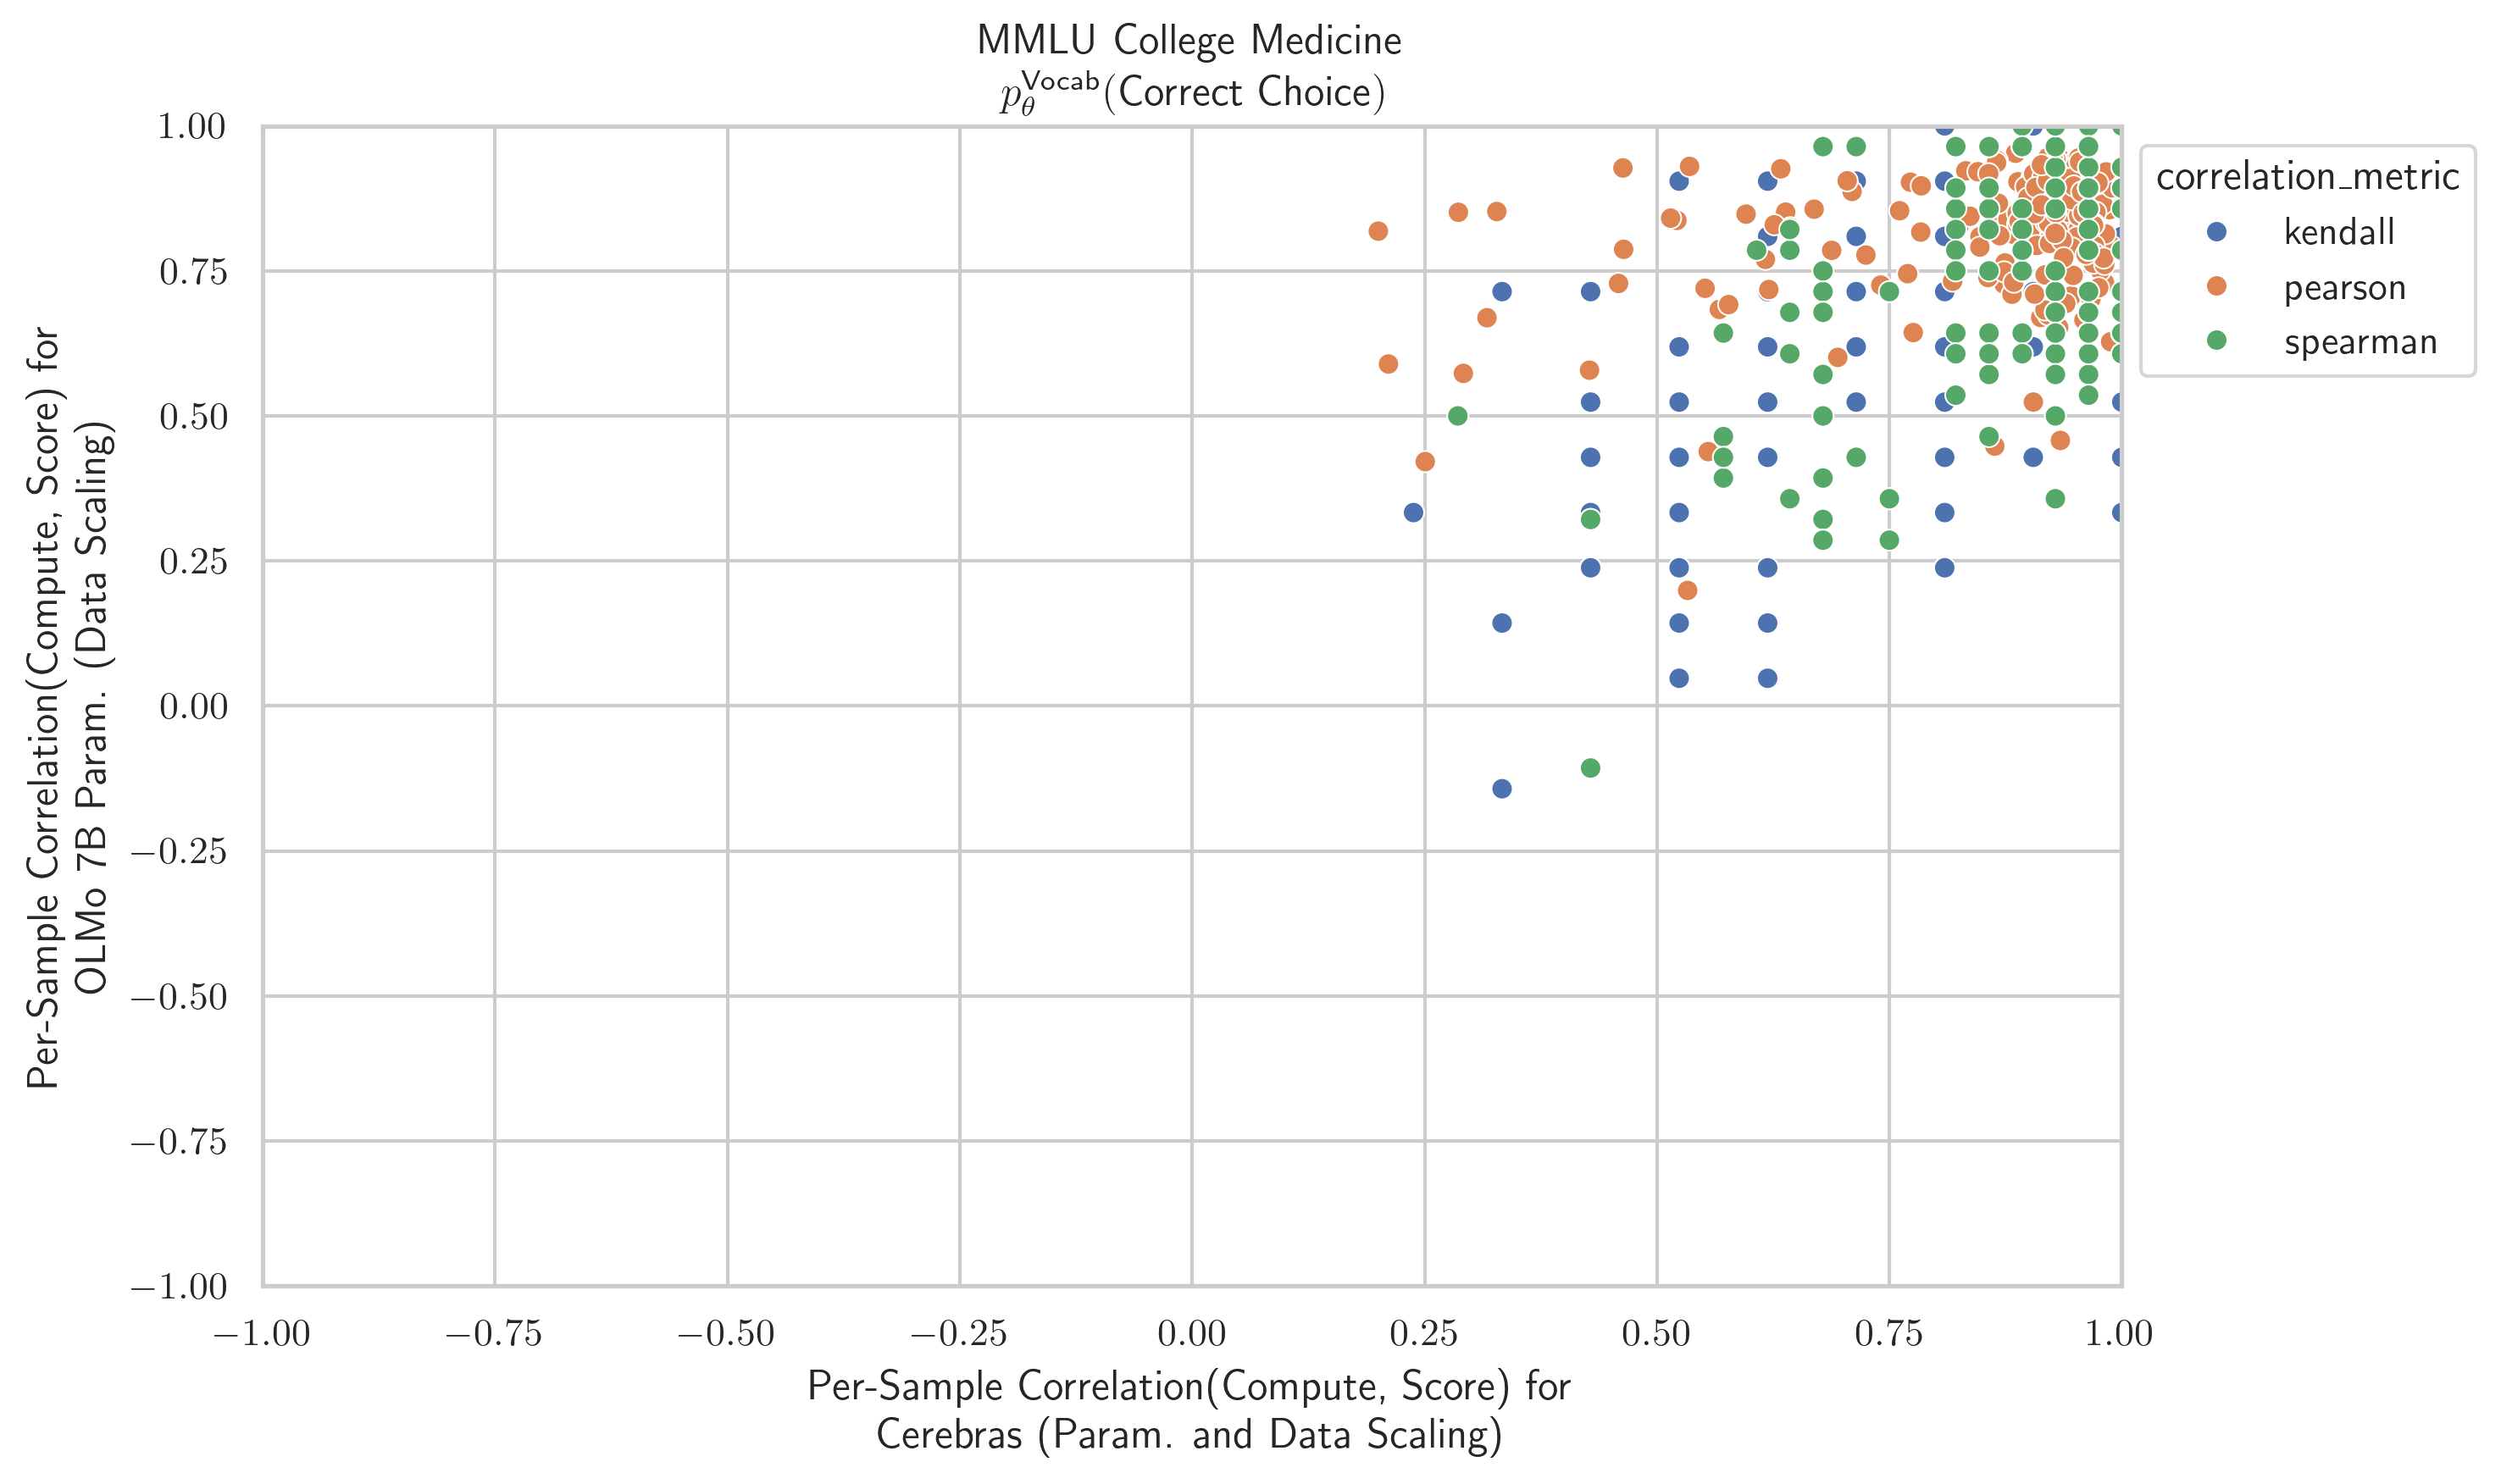 MMLU College Medicine
p_θ^Vocab(Correct Choice)
Per-Sample Correlation(Compute, Score) for
OLMo 7B Param. (Data Scaling)
1.00
0.75
0.50
0.25
0.00
−0.25
−0.50
−0.75
−1.00
−1.00
−0.75
−0.50
−0.25
0.00
0.25
0.50
0.75
1.00
Per-Sample Correlation(Compute, Score) for
Cerebras (Param. and Data Scaling)
correlation_metric
kendall
pearson
spearman